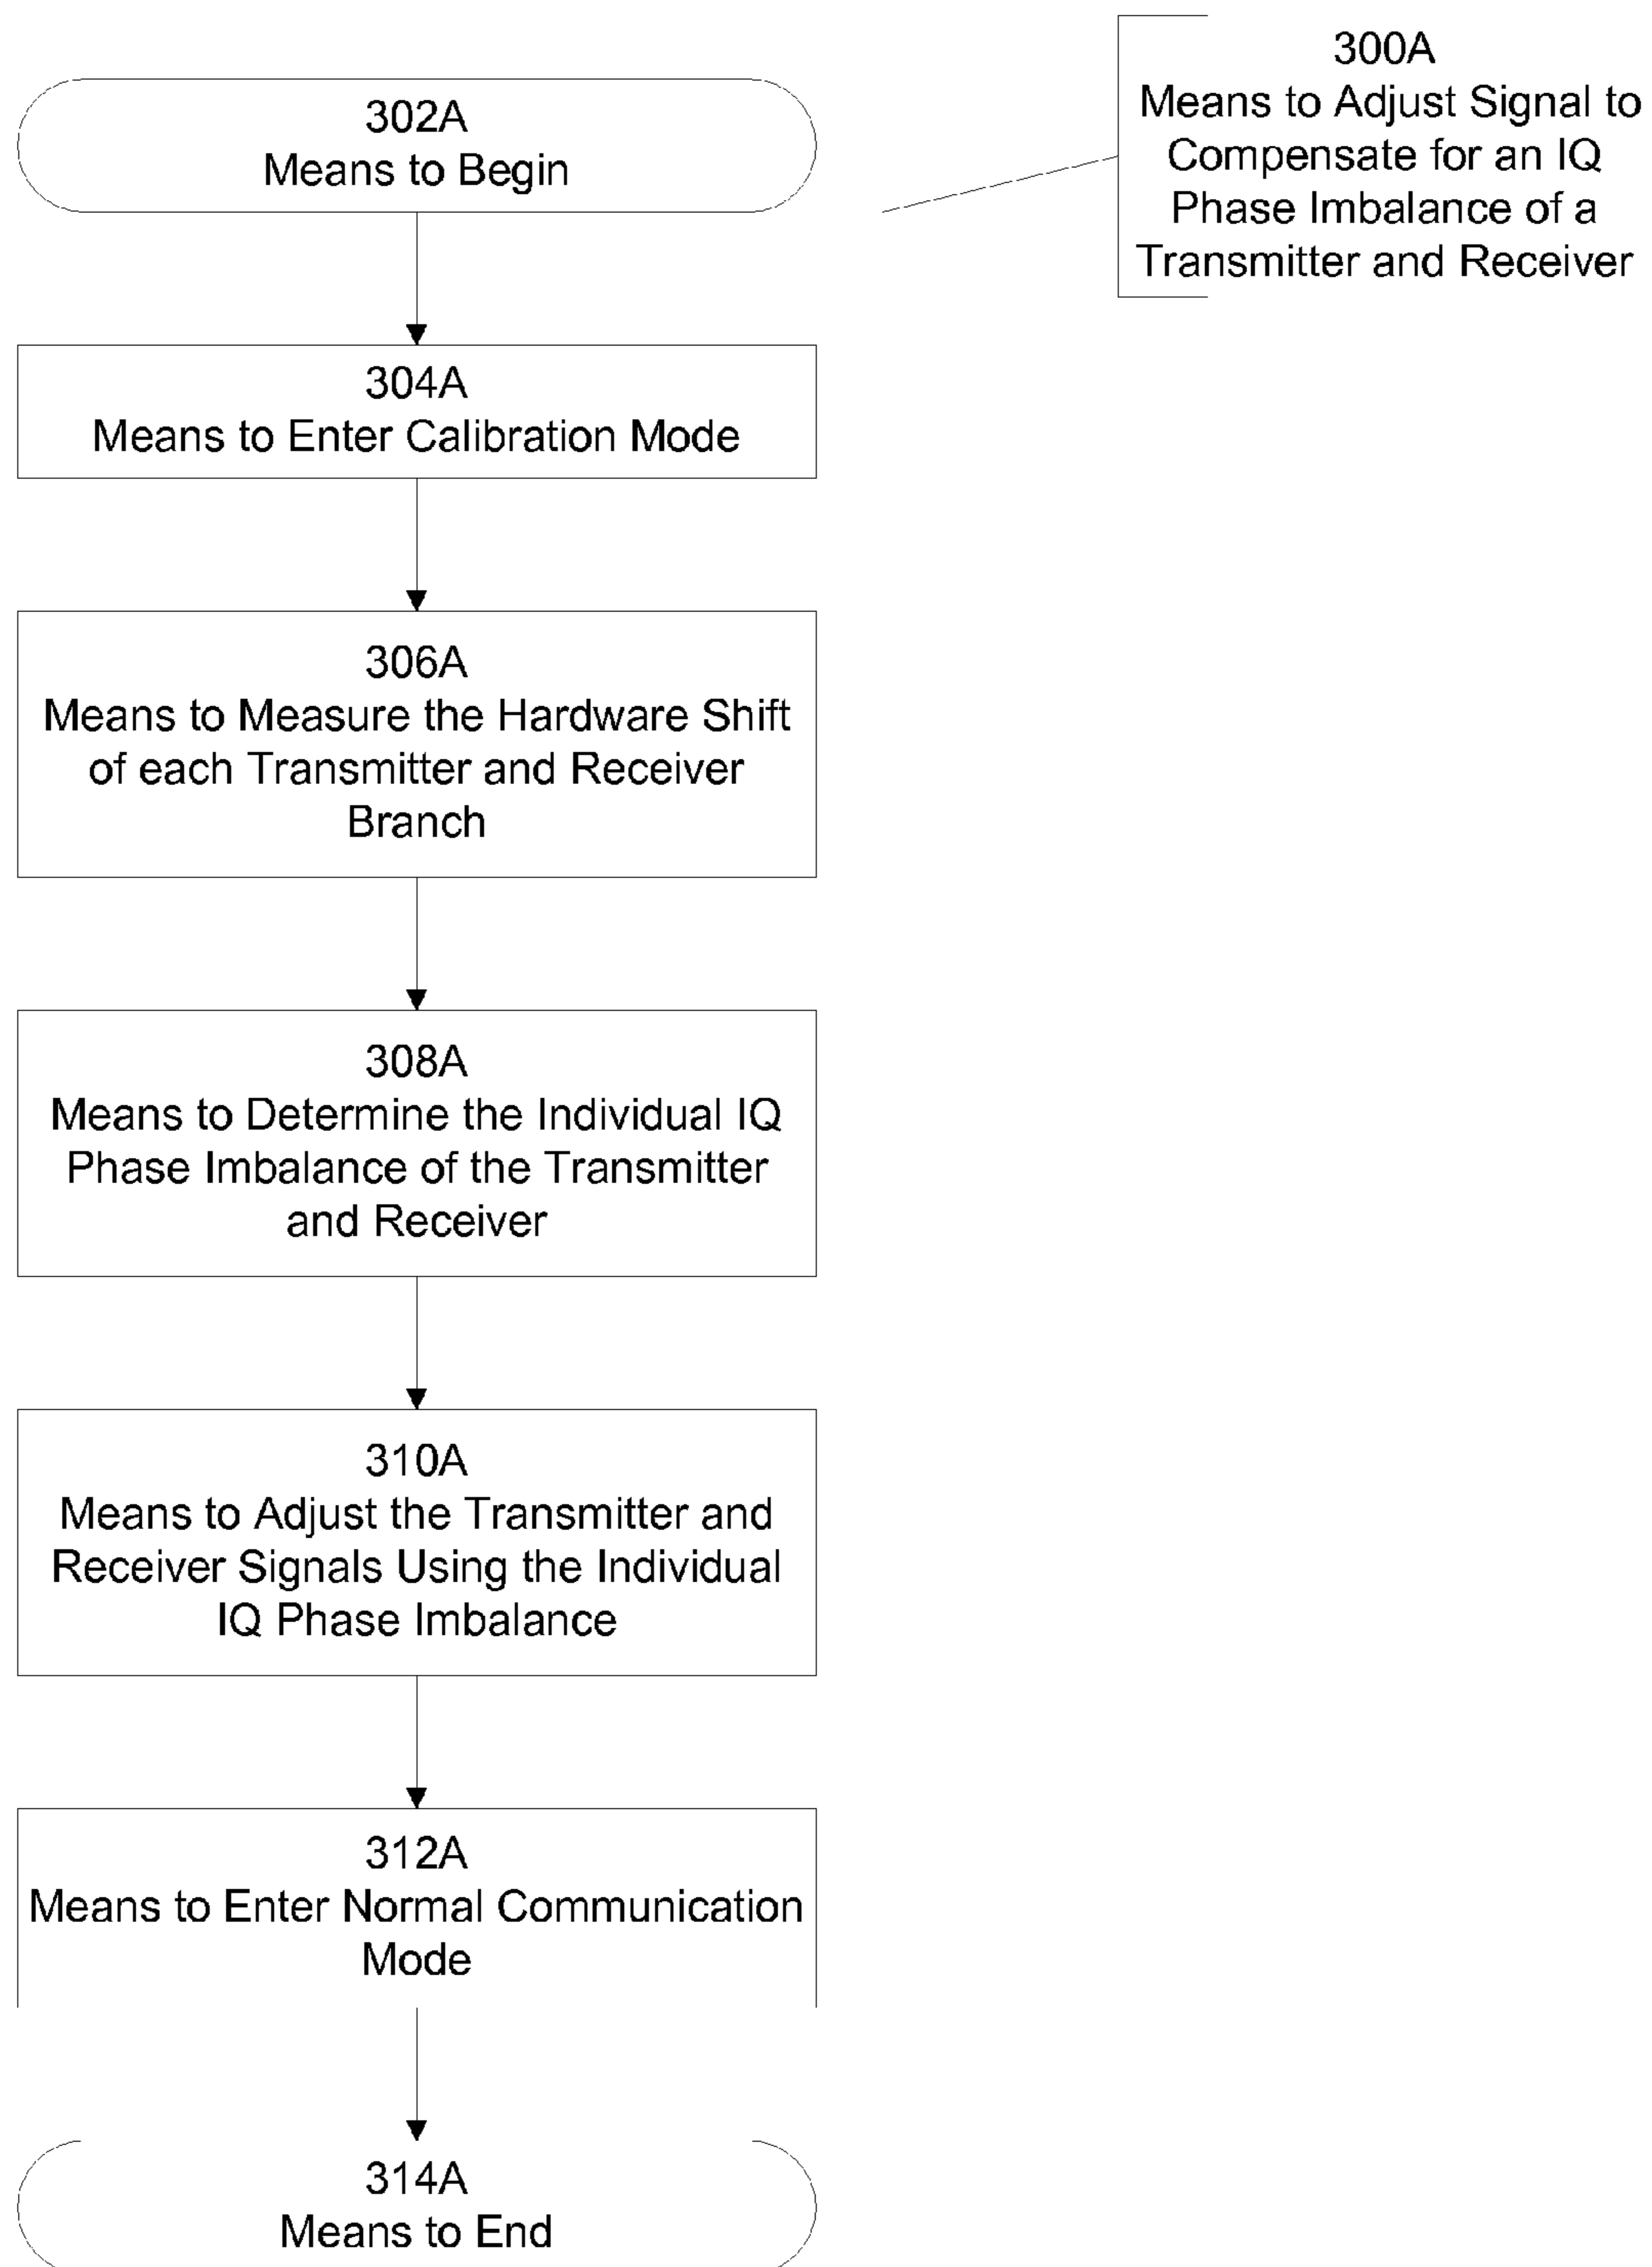 302A
Means to Begin
300A
Means to Adjust Signal to
Compensate for an IQ
Phase Imbalance of a
Transmitter and Receiver
304A
Means to Enter Calibration Mode
306A
Means to Measure the Hardware Shift
of each Transmitter and Receiver
Branch
308A
Means to Determine the Individual IQ
Phase Imbalance of the Transmitter
and Receiver
310A
Means to Adjust the Transmitter and
Receiver Signals Using the Individual
IQ Phase Imbalance
312A
Means to Enter Normal Communication
Mode
314A
Means to End